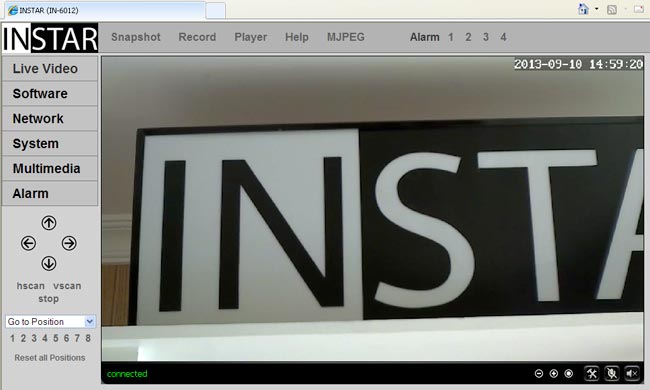 INSTAR (IN-6012)
INSTAR
Snapshot Record Player Help MJPEG Alarm 1 2 3 4
Live Video
Software
Network
System
Multimedia
Alarm
hscan vscan
stop
Go to Position
1 2 3 4 5 6 7 8
Reset all Positions
2013-09-10 14:59:20
INSTA
connected